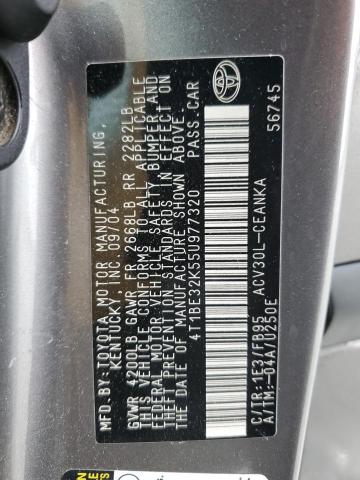 MFD.BY:TOYOTA MOTOR MANUFACTURING,
KENTUCKY, INC.09/04
GVWR 4200LB GAWR FR 2668LB RR 2282LB
THIS VEHICLE CONFORMS TO ALL APPLICABLE
FEDERAL MOTOR VEHICLE SAFETY, BUMPER,AND
THEFT PREVENTION STANDARDS IN EFFECT ON
THE DATE OF MANUFACTURE SHOWN ABOVE.
4T1BE32K55U977320 PASS.CAR
C/TR:1E3/FB95 ACV30L-CEANKA
A/TM:-04A/U250E 56745